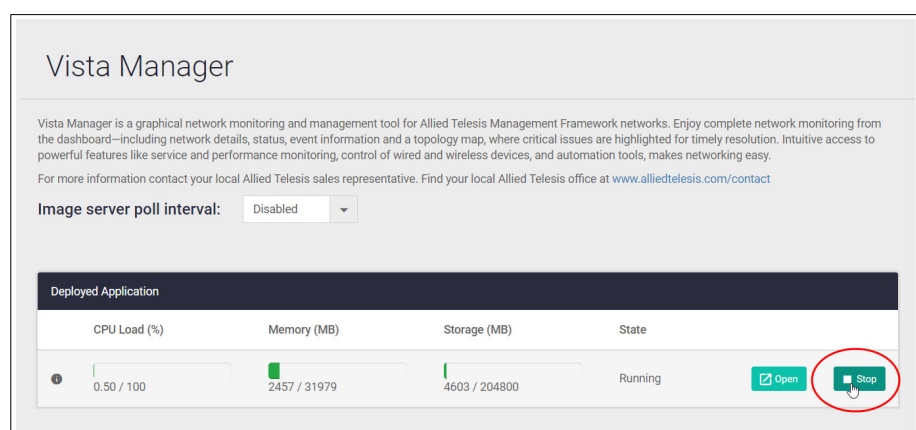 Vista Manager
Vista Manager is a graphical network monitoring and management tool for Allied Telesis Management Framework networks. Enjoy complete network monitoring from
the dashboard—including network details, status, event information and a topology map, where critical issues are highlighted for timely resolution. Intuitive access to
powerful features like service and performance monitoring, control of wired and wireless devices, and automation tools, makes networking easy.
For more information contact your local Allied Telesis sales representative. Find your local Allied Telesis office at www.alliedtelesis.com/contact
Image server poll interval: Disabled
Deployed Application
CPU Load (%) Memory (MB) Storage (MB) State
0.50 / 100 2457 / 31979 4603 / 204800 Running Open Stop